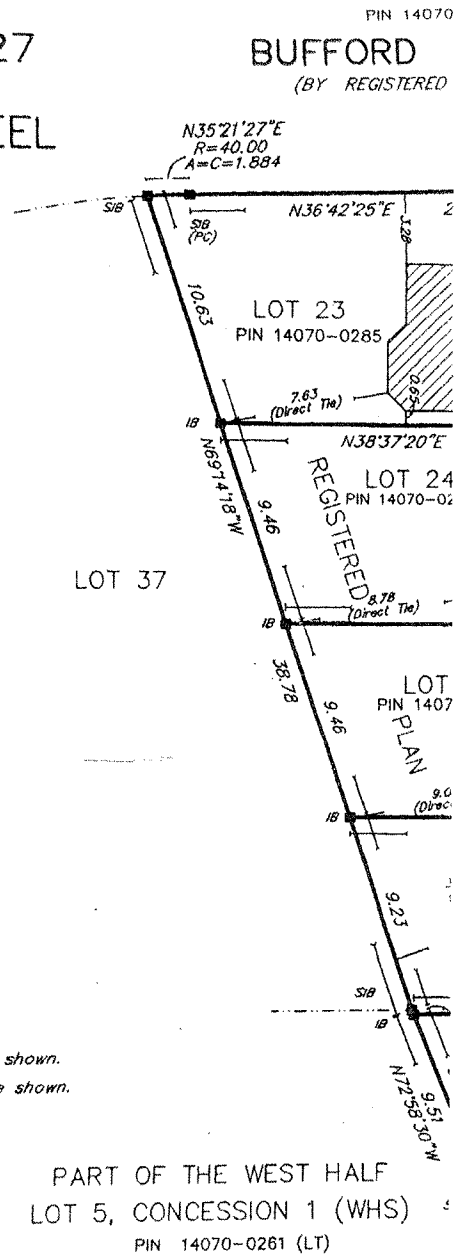 PIN 14070
27
BUFFORD
(BY REGISTERED
EEL
N35°21'27"E
R=40.00
A=C=1.884
SIB
SIB
(PC)
N36°42'25"E
2
3.28
10.63
LOT 23
PIN 14070-0285
7.63
(Direct Tie)
0.65
IB
N38°37'20"E
N69°14'18"W
REGISTERED
LOT 24
PIN 14070-02
9.46
LOT 37
8.78
(Direct Tie)
IB
38.78
9.46
LOT
PIN 1407
PLAN
9.0
(Direc
IB
9.23
SIB
IB
shown.
e shown.
N72°58'30"W
9.51
PART OF THE WEST HALF
LOT 5, CONCESSION 1 (WHS)
PIN 14070-0261 (LT)